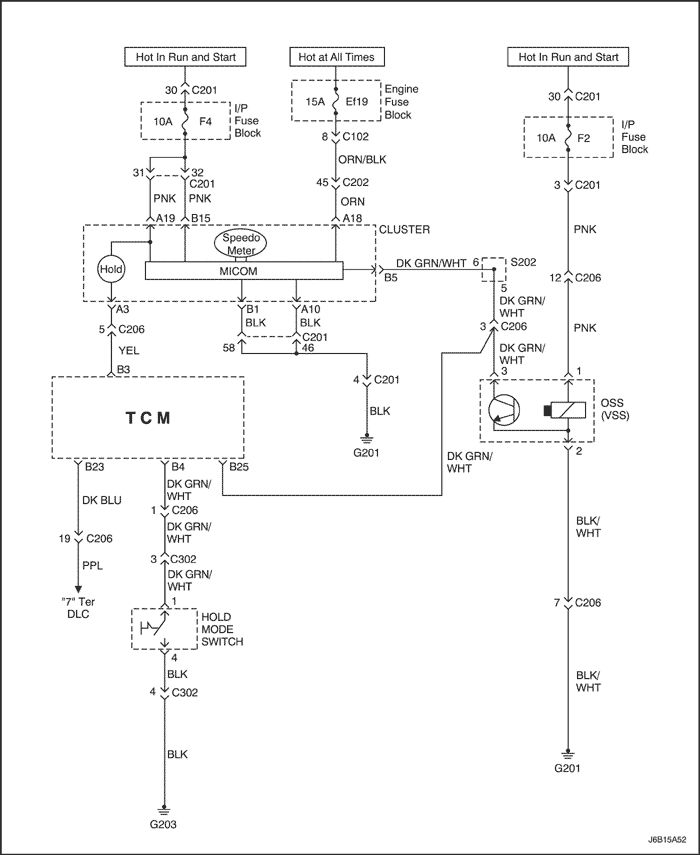 Hot In Run and Start
Hot at All Times
Hot In Run and Start
30 C201
30 C201
10A F4
I/P
Fuse
Block
15A Ef19
Engine
Fuse
Block
10A F2
I/P
Fuse
Block
8 C102
ORN/BLK
31 32
C201
45 C202
3 C201
PNK PNK
ORN
A19 B15
A18
CLUSTER
PNK
Speedo
Meter
Hold
MICOM
DK GRN/WHT 6 S202
B5
12 C206
5
DK GRN/
WHT
A3
B1
A10
5 C206
BLK BLK
3 C206
PNK
C201
58 46
YEL
DK GRN/
WHT
B3
3
1
4 C201
TCM
BLK
OSS
(VSS)
G201
2
B23
B4
B25
DK GRN/
WHT
DK GRN/
WHT
DK BLU
1 C206
BLK/
WHT
DK GRN/
WHT
19 C206
3 C302
PPL
DK GRN/
WHT
"7" Ter
DLC
1
7 C206
HOLD
MODE
SWITCH
4
BLK
BLK/
WHT
4 C302
BLK
G201
G203
J6B15A52